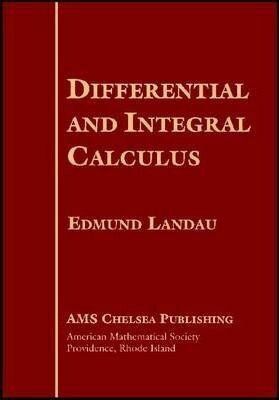 DIFFERENTIAL
AND INTEGRAL
CALCULUS
EDMUND LANDAU
AMS CHELSEA PUBLISHING
American Mathematical Society
Providence, Rhode Island